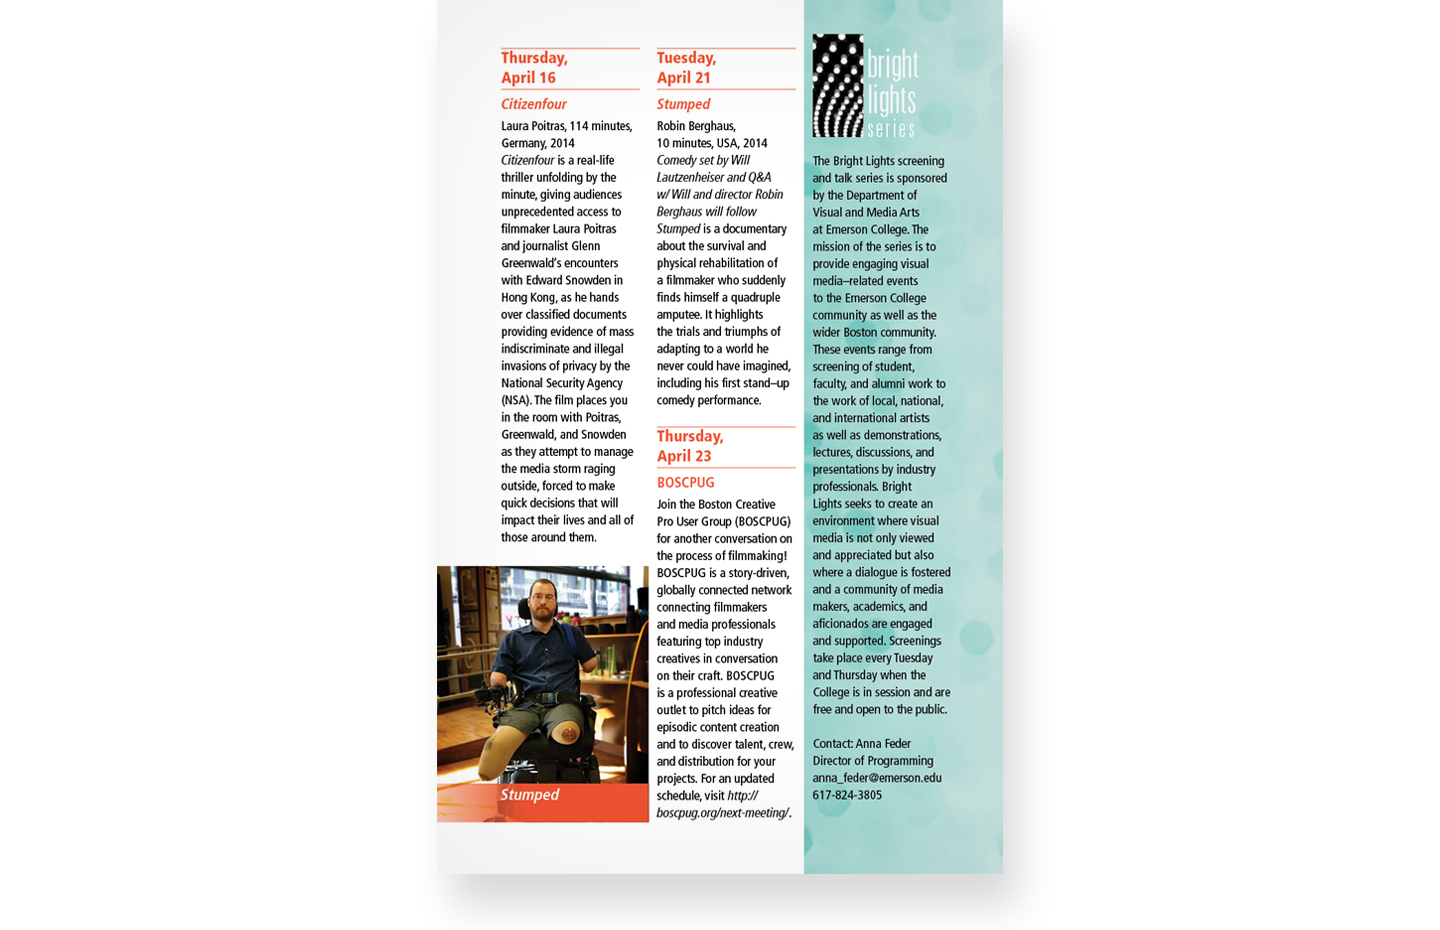 Thursday,
April 16
Citizenfour
Laura Poitras, 114 minutes,
Germany, 2014
Citizenfour is a real-life
thriller unfolding by the
minute, giving audiences
unprecedented access to
filmmaker Laura Poitras
and journalist Glenn
Greenwald's encounters
with Edward Snowden in
Hong Kong, as he hands
over classified documents
providing evidence of mass
indiscriminate and illegal
invasions of privacy by the
National Security Agency
(NSA). The film places you
in the room with Poitras,
Greenwald, and Snowden
as they attempt to manage
the media storm raging
outside, forced to make
quick decisions that will
impact their lives and all of
those around them.
Stumped
Tuesday,
April 21
Stumped
Robin Berghaus,
10 minutes, USA, 2014
Comedy set by Will
Lautzenheiser and Q&A
w/ Will and director Robin
Berghaus will follow
Stumped is a documentary
about the survival and
physical rehabilitation of
a filmmaker who suddenly
finds himself a quadruple
amputee. It highlights
the trials and triumphs of
adapting to a world he
never could have imagined,
including his first stand–up
comedy performance.
Thursday,
April 23
BOSCPUG
Join the Boston Creative
Pro User Group (BOSCPUG)
for another conversation on
the process of filmmaking!
BOSCPUG is a story-driven,
globally connected network
connecting filmmakers
and media professionals
featuring top industry
creatives in conversation
on their craft. BOSCPUG
is a professional creative
outlet to pitch ideas for
episodic content creation
and to discover talent, crew,
and distribution for your
projects. For an updated
schedule, visit http://
boscpug.org/next-meeting/.
bright
lights
series
The Bright Lights screening
and talk series is sponsored
by the Department of
Visual and Media Arts
at Emerson College. The
mission of the series is to
provide engaging visual
media–related events
to the Emerson College
community as well as the
wider Boston community.
These events range from
screening of student,
faculty, and alumni work to
the work of local, national,
and international artists
as well as demonstrations,
lectures, discussions, and
presentations by industry
professionals. Bright
Lights seeks to create an
environment where visual
media is not only viewed
and appreciated but also
where a dialogue is fostered
and a community of media
makers, academics, and
aficionados are engaged
and supported. Screenings
take place every Tuesday
and Thursday when the
College is in session and are
free and open to the public.
Contact: Anna Feder
Director of Programming
anna_feder@emerson.edu
617-824-3805